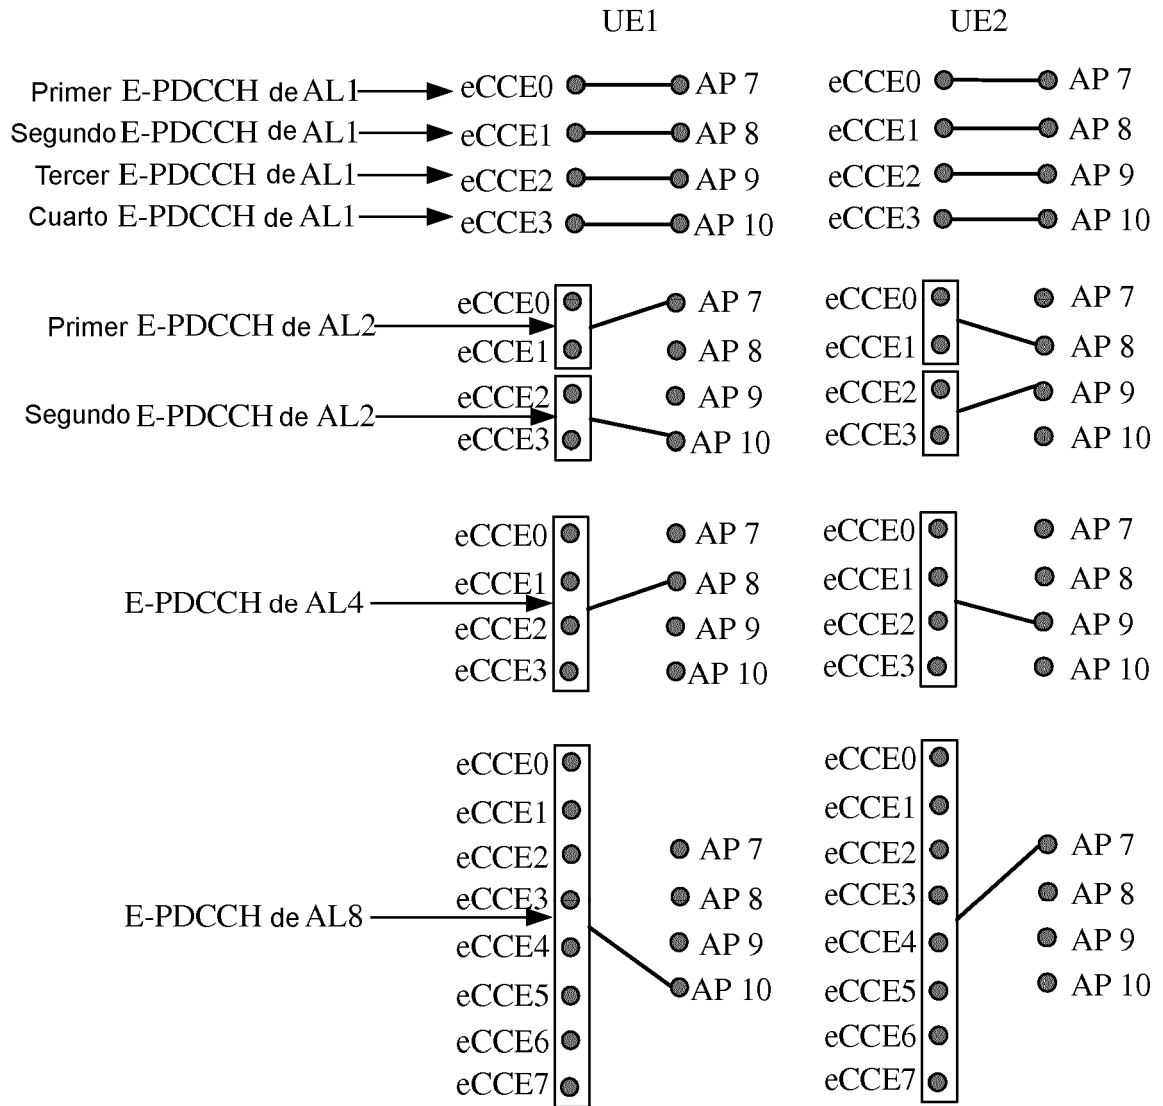 UE1 UE2
Primer E-PDCCH de AL1 eCCE0 AP 7 eCCE0 AP 7
Segundo E-PDCCH de AL1 eCCE1 AP 8 eCCE1 AP 8
Tercer E-PDCCH de AL1 eCCE2 AP 9 eCCE2 AP 9
Cuarto E-PDCCH de AL1 eCCE3 AP 10 eCCE3 AP 10
eCCE0 AP 7 eCCE0 AP 7
Primer E-PDCCH de AL2
eCCE1 AP 8 eCCE1 AP 8
eCCE2 AP 9 eCCE2 AP 9
Segundo E-PDCCH de AL2
eCCE3 AP 10 eCCE3 AP 10
eCCE0 AP 7 eCCE0 AP 7
eCCE1 AP 8 eCCE1 AP 8
E-PDCCH de AL4
eCCE2 AP 9 eCCE2 AP 9
eCCE3 AP 10 eCCE3 AP 10
eCCE0 eCCE0
eCCE1 eCCE1
eCCE2 AP 7 eCCE2 AP 7
eCCE3 AP 8 eCCE3 AP 8
E-PDCCH de AL8
eCCE4 AP 9 eCCE4 AP 9
eCCE5 AP 10 eCCE5 AP 10
eCCE6 eCCE6
eCCE7 eCCE7